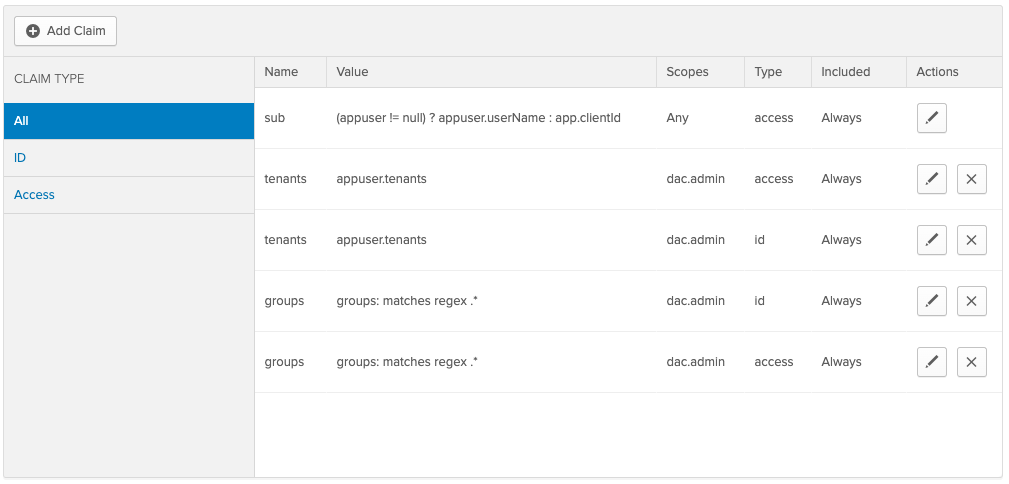 Add Claim
CLAIM TYPE
All
ID
Access
Name Value Scopes Type Included Actions
sub (appuser != null) ? appuser.userName : app.clientId Any access Always
tenants appuser.tenants dac.admin access Always
tenants appuser.tenants dac.admin id Always
groups groups: matches regex .* dac.admin id Always
groups groups: matches regex .* dac.admin access Always